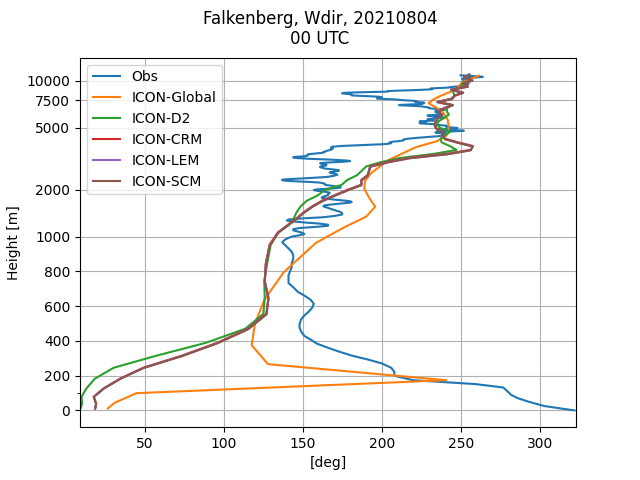 Falkenberg, Wdir, 20210804
00 UTC
Obs
ICON-Global
ICON-D2
ICON-CRM
ICON-LEM
ICON-SCM
10000
7500
5000
2000
1000
800
600
400
200
0
Height [m]
50 100 150 200 250 300
[deg]